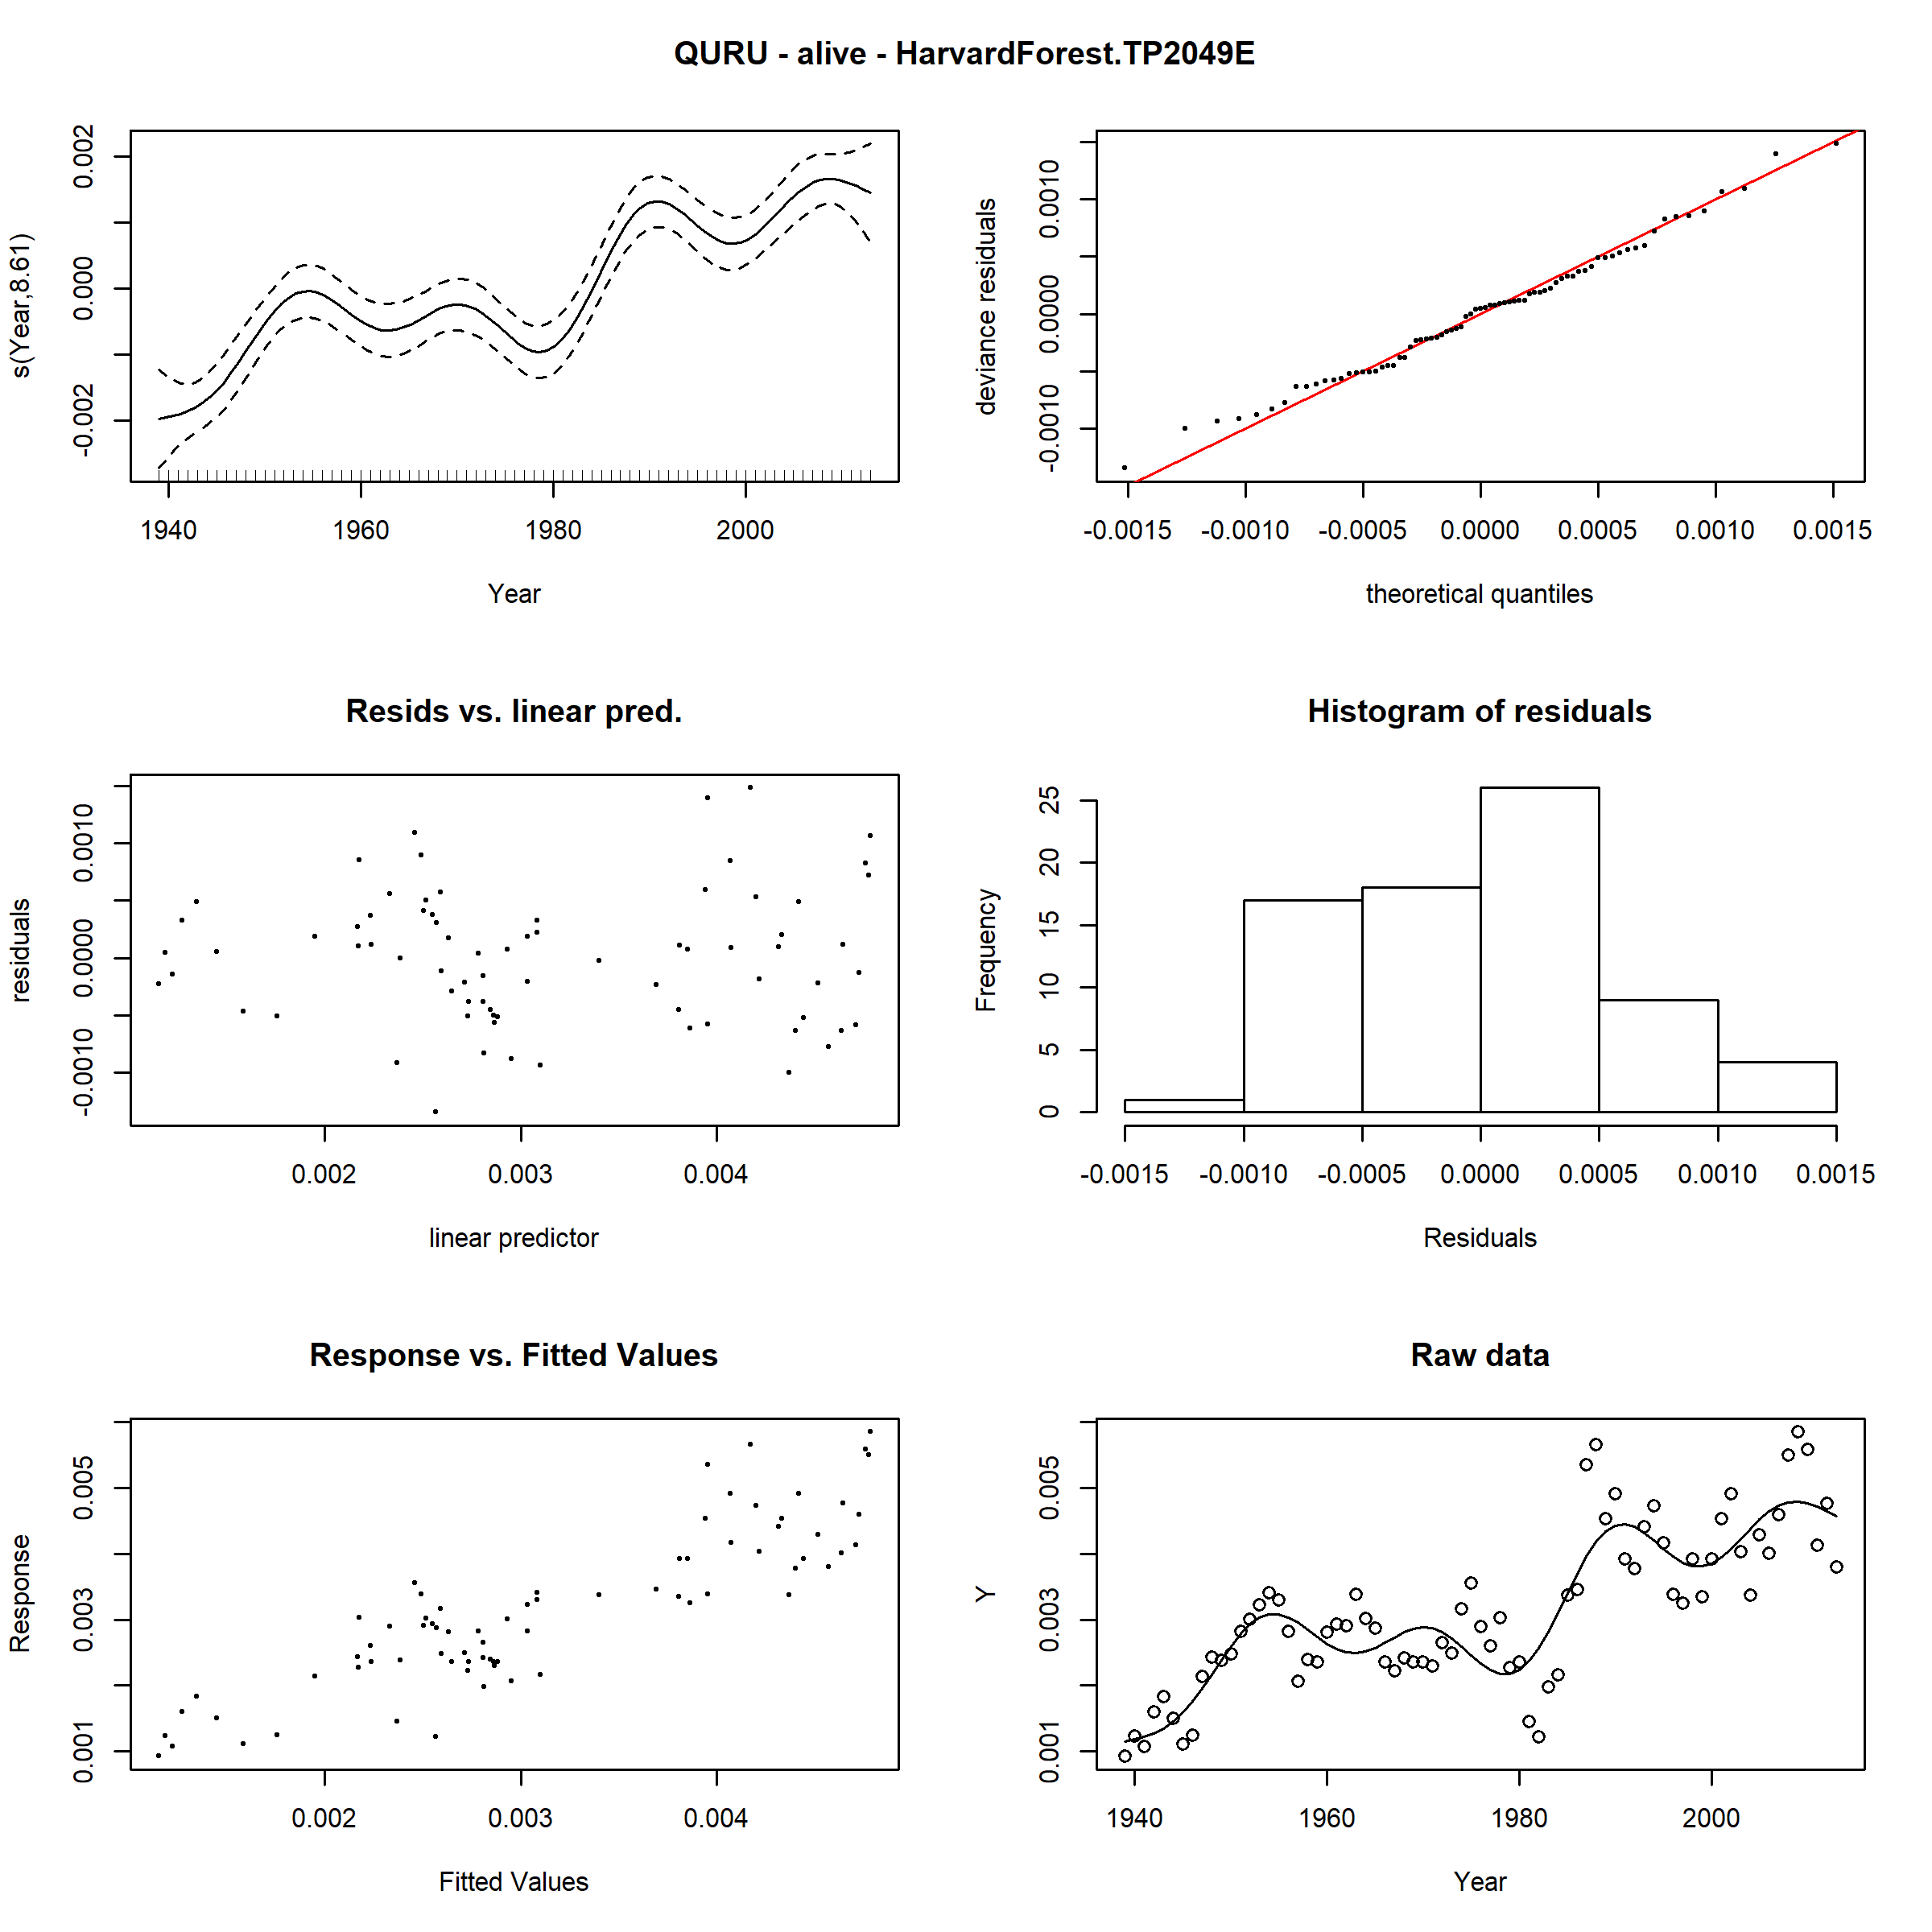 QURU - alive - HarvardForest.TP2049E
s(Year,8.61)
-0.002 0.000 0.002
1940 1960 1980 2000
Year
deviance residuals
-0.0010 0.0000 0.0010
-0.0015 -0.0010 -0.0005 0.0000 0.0005 0.0010 0.0015
theoretical quantiles
Resids vs. linear pred.
residuals
-0.0010 0.0000 0.0010
0.002 0.003 0.004
linear predictor
Histogram of residuals
Frequency
0 5 10 15 20 25
-0.0015 -0.0010 -0.0005 0.0000 0.0005 0.0010 0.0015
Residuals
Response vs. Fitted Values
Response
0.001 0.003 0.005
0.002 0.003 0.004
Fitted Values
Raw data
Y
0.001 0.003 0.005
1940 1960 1980 2000
Year